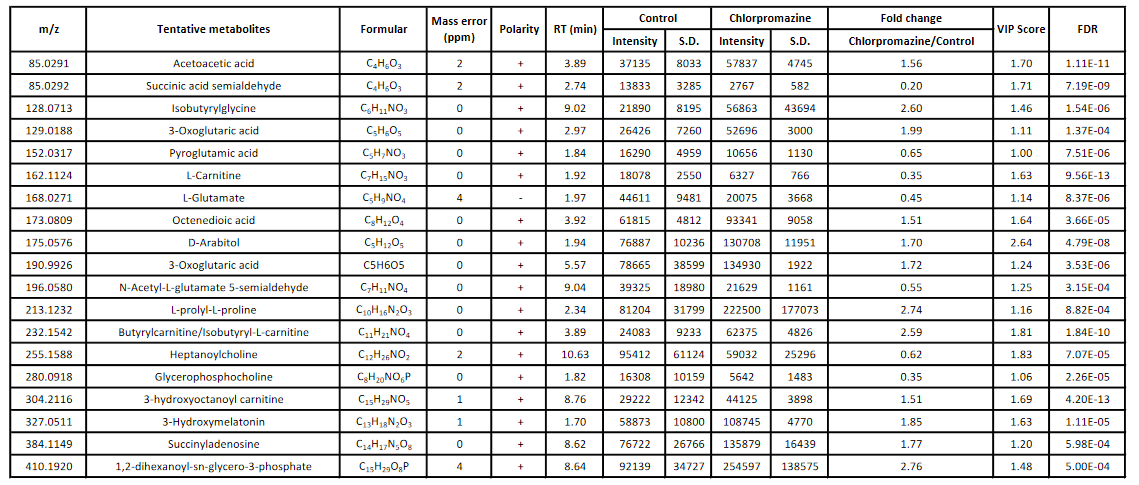 m/z Tentative metabolites Formular Mass error (ppm) Polarity RT (min) Control Chlorpromazine Fold change VIP Score FDR
Intensity S.D. Intensity S.D. Chlorpromazine/Control
85.0291 Acetoacetic acid C₄H₆O₃ 2 + 3.89 37135 8033 57837 4745 1.56 1.70 1.11E-11
85.0292 Succinic acid semialdehyde C₄H₆O₃ 2 + 2.74 13833 3285 2767 582 0.20 1.71 7.19E-09
128.0713 Isobutyrylglycine C₆H₁₁NO₃ 0 + 9.02 21890 8195 56863 43694 2.60 1.46 1.54E-06
129.0188 3-Oxoglutaric acid C₅H₆O₅ 0 + 2.97 26426 7260 52696 3000 1.99 1.11 1.37E-04
152.0317 Pyroglutamic acid C₅H₇NO₃ 0 + 1.84 16290 4959 10656 1130 0.65 1.00 7.51E-06
162.1124 L-Carnitine C₇H₁₅NO₃ 0 + 1.92 18078 2550 6327 766 0.35 1.63 9.56E-13
168.0271 L-Glutamate C₅H₉NO₄ 4 - 1.97 44611 9481 20075 3668 0.45 1.14 8.37E-06
173.0809 Octenedioic acid C₈H₁₂O₄ 0 + 3.92 61815 4812 93341 9058 1.51 1.64 3.66E-05
175.0576 D-Arabitol C₅H₁₂O₅ 0 + 1.94 76887 10236 130708 11951 1.70 2.64 4.79E-08
190.9926 3-Oxoglutaric acid C5H6O5 0 + 5.57 78665 38599 134930 1922 1.72 1.24 3.53E-06
196.0580 N-Acetyl-L-glutamate 5-semialdehyde C₇H₁₁NO₄ 0 + 9.04 39325 18980 21629 1161 0.55 1.25 3.15E-04
213.1232 L-prolyl-L-proline C₁₀H₁₆N₂O₃ 0 + 2.34 81204 31799 222500 177073 2.74 1.16 8.82E-04
232.1542 Butyrylcarnitine/Isobutyryl-L-carnitine C₁₁H₂₁NO₄ 0 + 3.89 24083 9233 62375 4826 2.59 1.81 1.84E-10
255.1588 Heptanoylcholine C₁₂H₂₆NO₂ 2 + 10.63 95412 61124 59032 25296 0.62 1.83 7.07E-05
280.0918 Glycerophosphocholine C₈H₂₀NO₆P 0 + 1.82 16308 10159 5642 1483 0.35 1.06 2.26E-05
304.2116 3-hydroxyoctanoyl carnitine C₁₅H₂₉NO₅ 1 + 8.76 29222 12342 44125 3898 1.51 1.69 4.20E-13
327.0511 3-Hydroxymelatonin C₁₃H₁₈N₂O₃ 1 + 1.70 58873 10800 108745 4770 1.85 1.63 1.11E-05
384.1149 Succinyladenosine C₁₄H₁₇N₅O₈ 0 + 8.62 76722 26766 135879 16439 1.77 1.20 5.98E-04
410.1920 1,2-dihexanoyl-sn-glycero-3-phosphate C₁₅H₂₉O₈P 4 + 8.64 92139 34727 254597 138575 2.76 1.48 5.00E-04